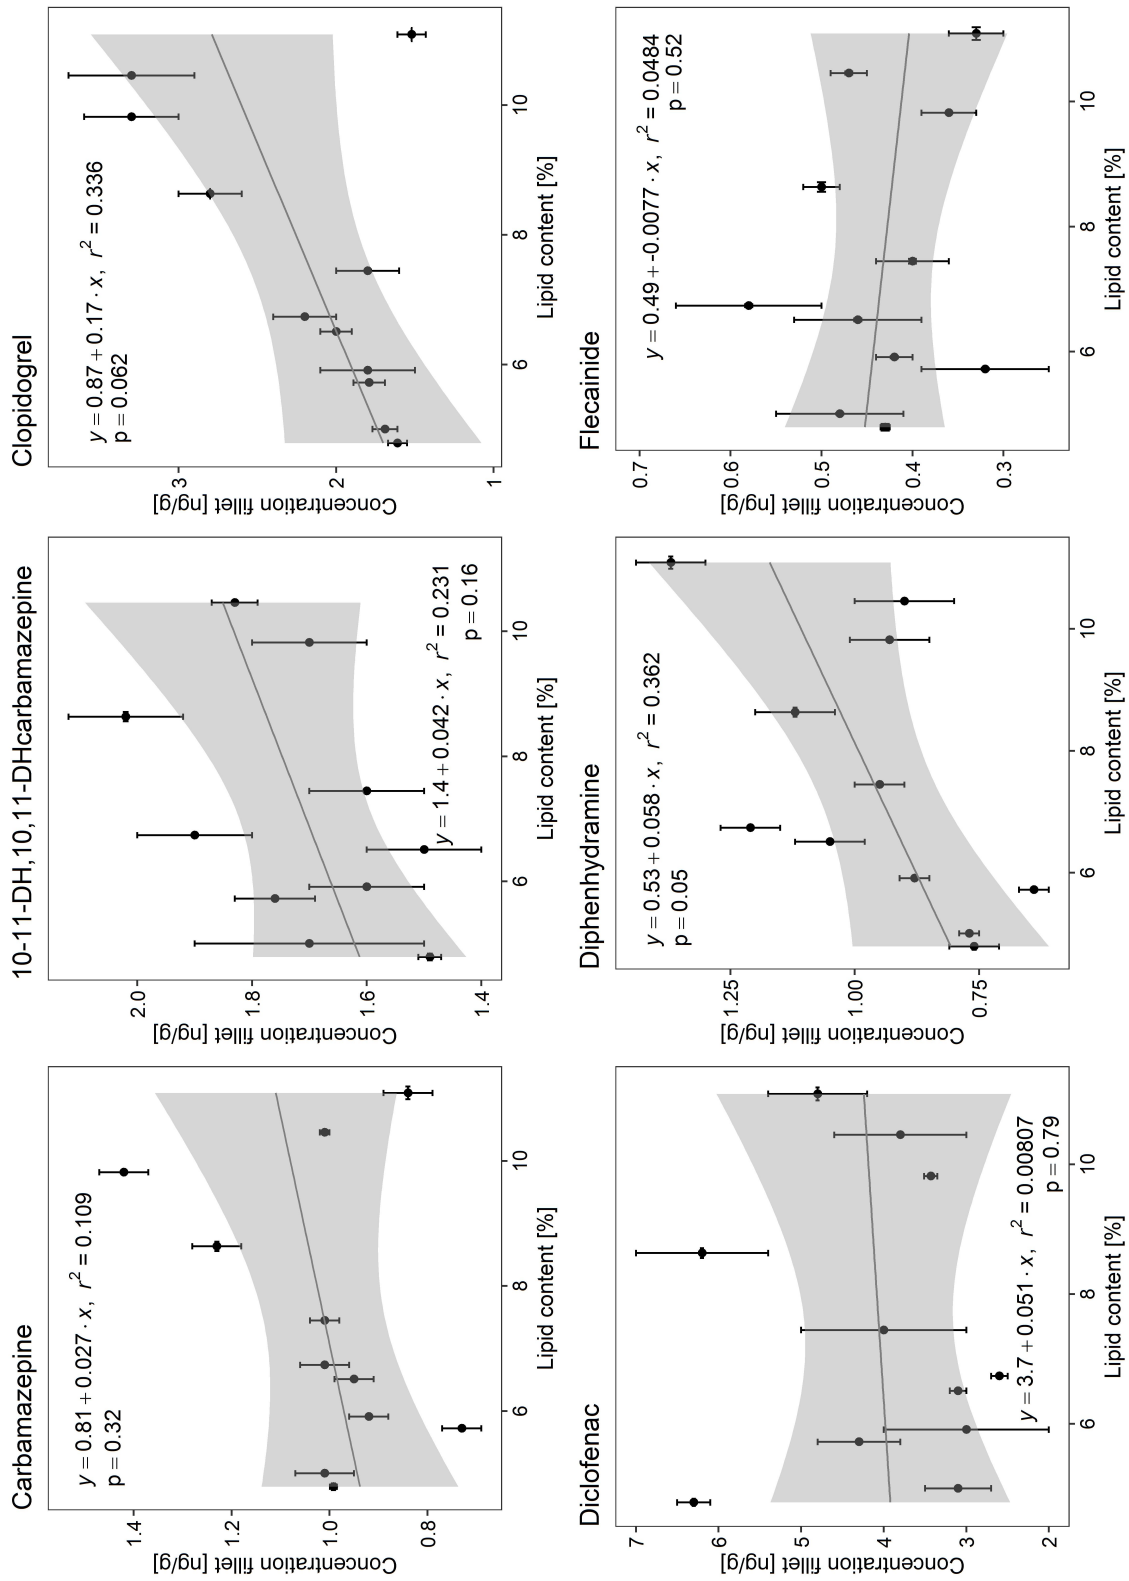 Carbamazepine
y = 0.81 + 0.027 · x, r² = 0.109
p = 0.32
Concentration fillet [ng/g]
1.4
1.2
1.0
0.8
6
8
10
Lipid content [%]
10-11-DH,10,11-DHcarbamazepine
y = 1.4 + 0.042 · x, r² = 0.231
p = 0.16
Concentration fillet [ng/g]
2.0
1.8
1.6
1.4
6
8
10
Lipid content [%]
Clopidogrel
y = 0.87 + 0.17 · x, r² = 0.336
p = 0.062
Concentration fillet [ng/g]
3
2
1
6
8
10
Lipid content [%]
Diclofenac
y = 3.7 + 0.051 · x, r² = 0.00807
p = 0.79
Concentration fillet [ng/g]
7
6
5
4
3
2
6
8
10
Lipid content [%]
Diphenhydramine
y = 0.53 + 0.058 · x, r² = 0.362
p = 0.05
Concentration fillet [ng/g]
1.25
1.00
0.75
6
8
10
Lipid content [%]
Flecainide
y = 0.49 + -0.0077 · x, r² = 0.0484
p = 0.52
Concentration fillet [ng/g]
0.7
0.6
0.5
0.4
0.3
6
8
10
Lipid content [%]